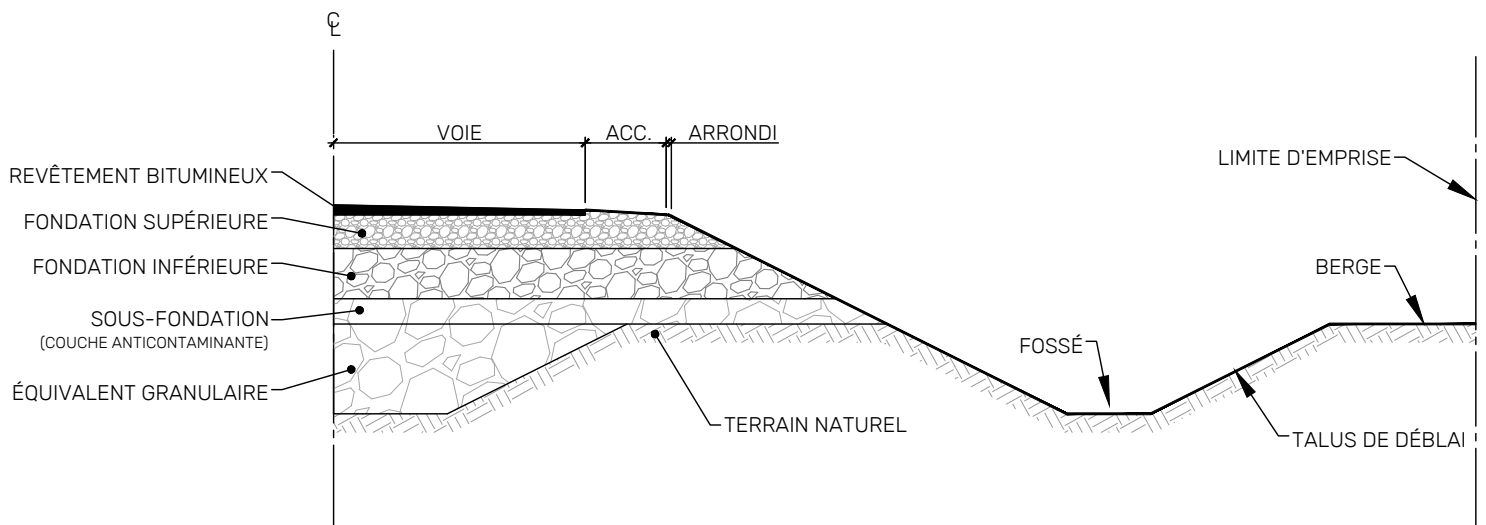 ℄
VOIE
ACC.
ARRONDI
LIMITE D'EMPRISE
REVÊTEMENT BITUMINEUX
FONDATION SUPÉRIEURE
FONDATION INFÉRIEURE
BERGE
SOUS-FONDATION
(COUCHE ANTICONTAMINANTE)
FOSSÉ
ÉQUIVALENT GRANULAIRE
TERRAIN NATUREL
TALUS DE DÉBLAI